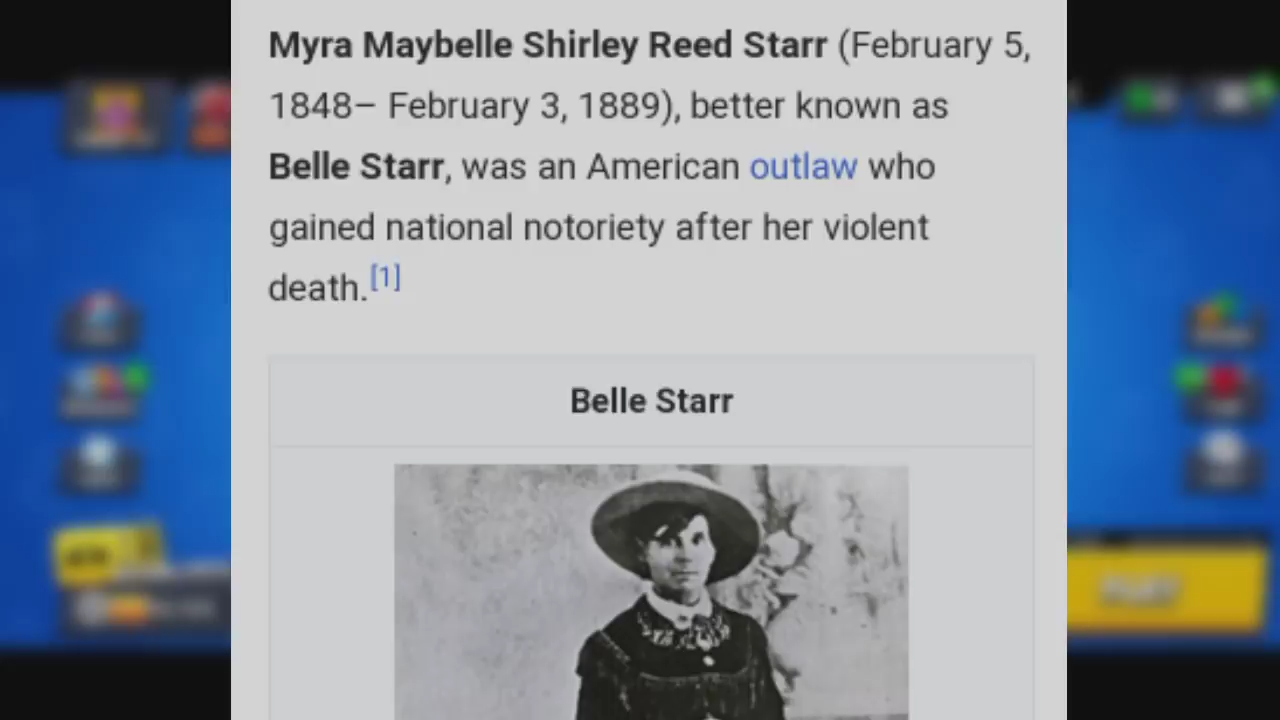 Myra Maybelle Shirley Reed Starr (February 5,
1848– February 3, 1889), better known as
Belle Starr, was an American outlaw who
gained national notoriety after her violent
death.[1]
Belle Starr